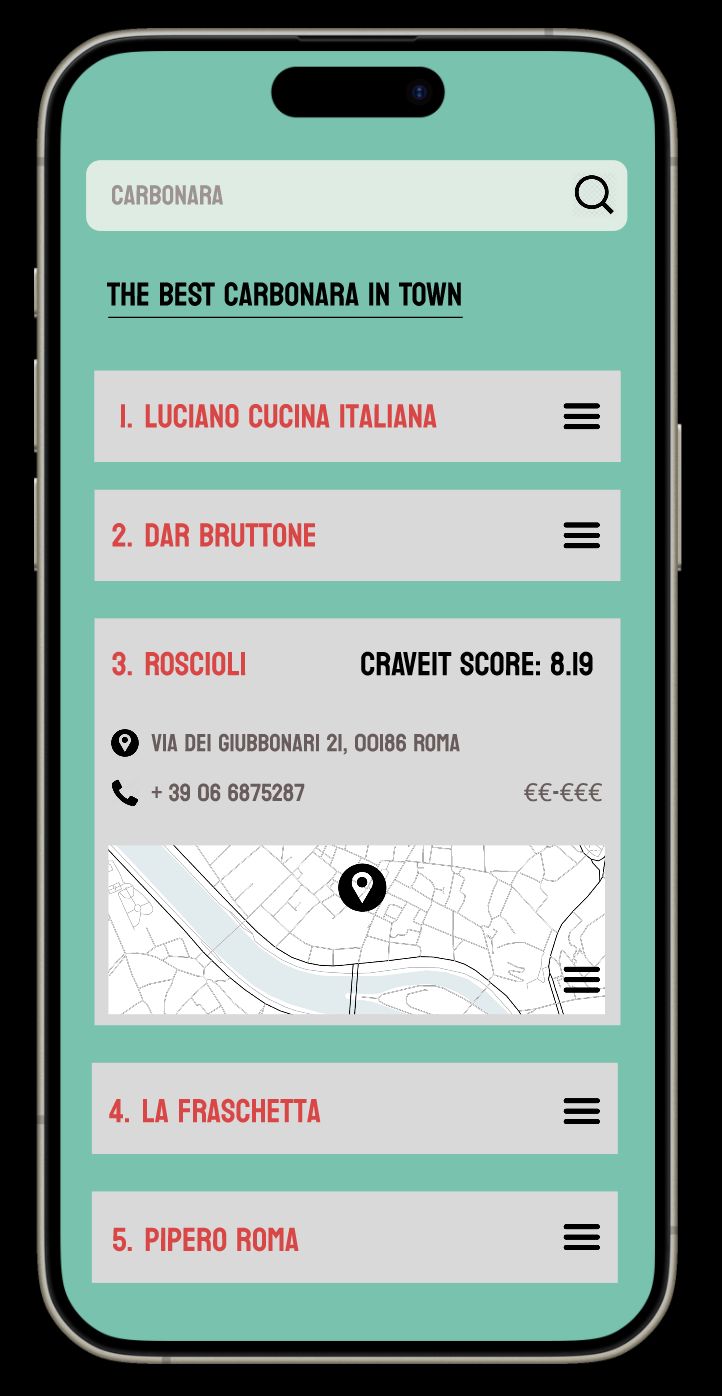 CARBONARA
THE BEST CARBONARA IN TOWN
1. LUCIANO CUCINA ITALIANA
2. DAR BRUTTONE
3. ROSCIOLI CRAVEIT SCORE: 8.19
VIA DEI GIUBBONARI 21, 00186 ROMA
+ 39 06 6875287 €€-€€€
4. LA FRASCHETTA
5. PIPERO ROMA